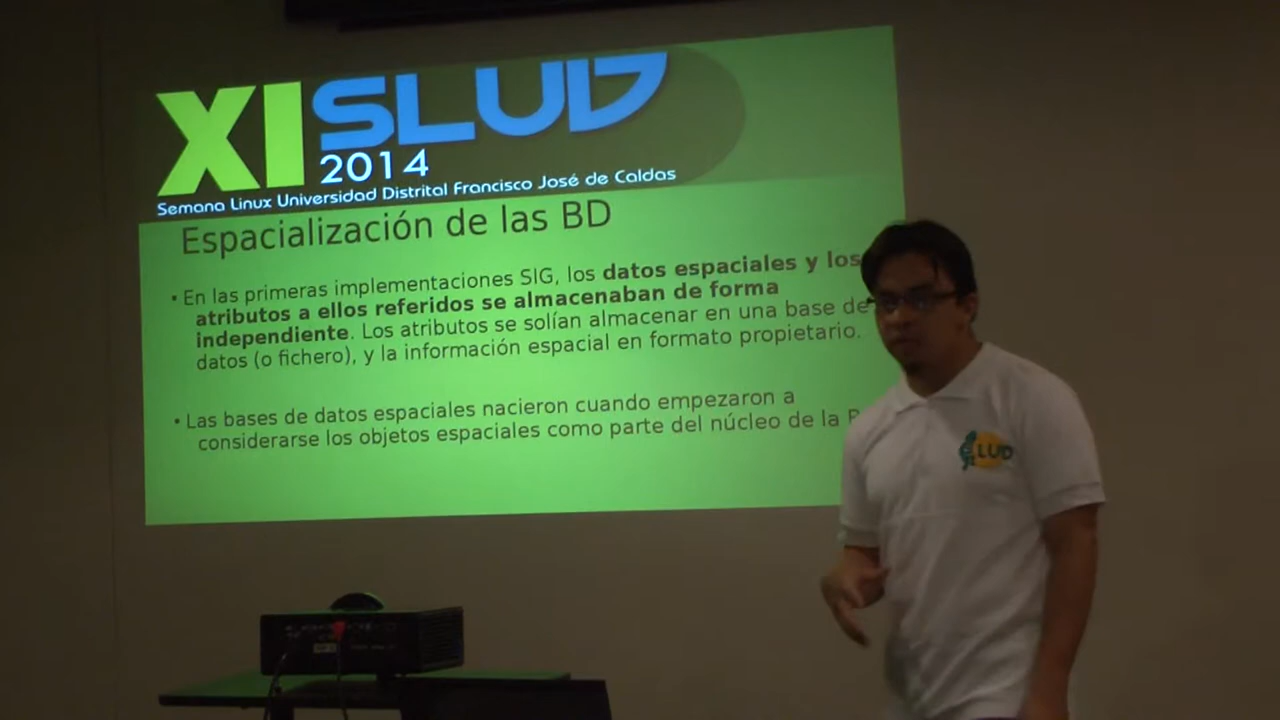 XI SLUD
2014
Semana Linux Universidad Distrital Francisco José de Caldas
Espacialización de las BD
• En las primeras implementaciones SIG, los datos espaciales y los
atributos a ellos referidos se almacenaban de forma
independiente. Los atributos se solían almacenar en una base de
datos (o fichero), y la información espacial en formato propietario.
• Las bases de datos espaciales nacieron cuando empezaron a
considerarse los objetos espaciales como parte del núcleo de la
SLUD